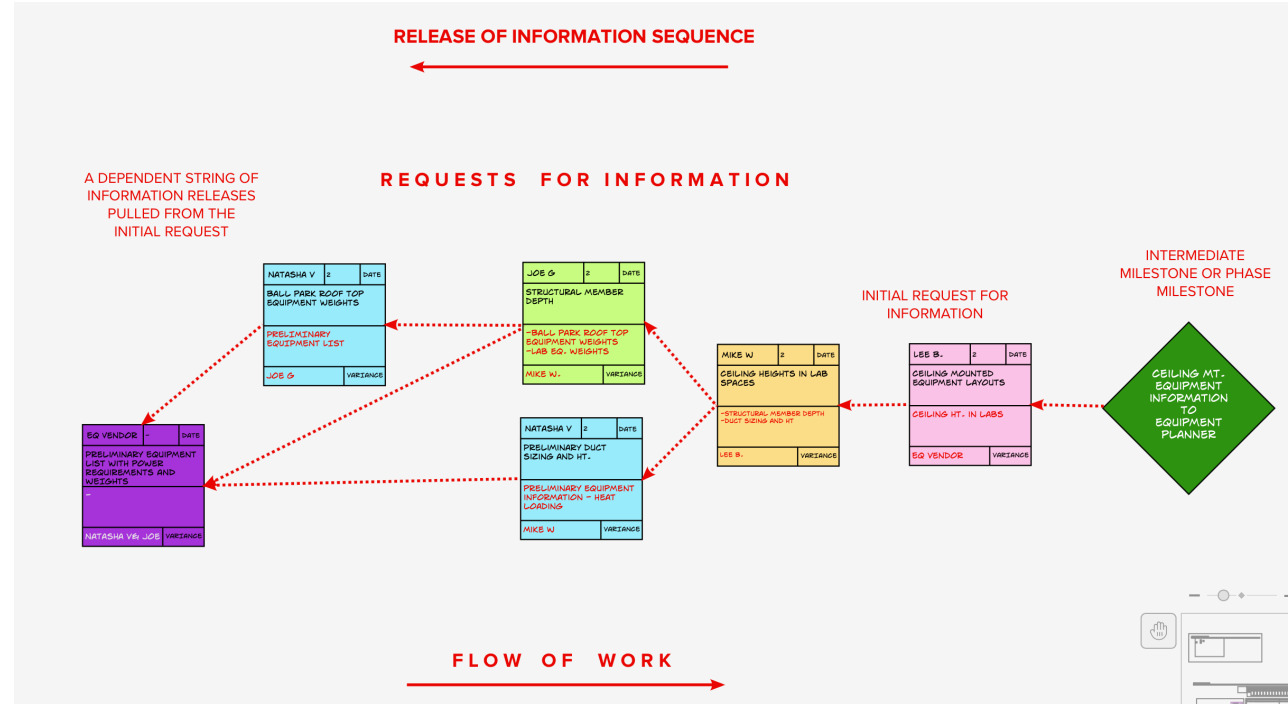 RELEASE OF INFORMATION SEQUENCE
A DEPENDENT STRING OF
INFORMATION RELEASES
PULLED FROM THE
INITIAL REQUEST
REQUESTS FOR INFORMATION
INTERMEDIATE
MILESTONE OR PHASE
MILESTONE
INITIAL REQUEST FOR
INFORMATION
NATASHA V 2 DATE
BALL PARK ROOF TOP
EQUIPMENT WEIGHTS
PRELIMINARY
EQUIPMENT LIST
JOE G VARIANCE
JOE G 2 DATE
STRUCTURAL MEMBER
DEPTH
-BALL PARK ROOF TOP
EQUIPMENT WEIGHTS
-LAB EQ. WEIGHTS
MIKE W. VARIANCE
MIKE W 2 DATE
CEILING HEIGHTS IN LAB
SPACES
-STRUCTURAL MEMBER DEPTH
-DUCT SIZING AND HT
LEE B. VARIANCE
LEE B. 2 DATE
CEILING MOUNTED
EQUIPMENT LAYOUTS
CEILING HT. IN LABS
EQ VENDOR VARIANCE
CEILING MT.
EQUIPMENT
INFORMATION
TO
EQUIPMENT
PLANNER
EQ VENDOR - DATE
PRELIMINARY EQUIPMENT
LIST WITH POWER
REQUIREMENTS AND
WEIGHTS
-
NATASHA V& JOE VARIANCE
NATASHA V 2 DATE
PRELIMINARY DUCT
SIZING AND HT.
PRELIMINARY EQUIPMENT
INFORMATION - HEAT
LOADING
MIKE W VARIANCE
FLOW OF WORK